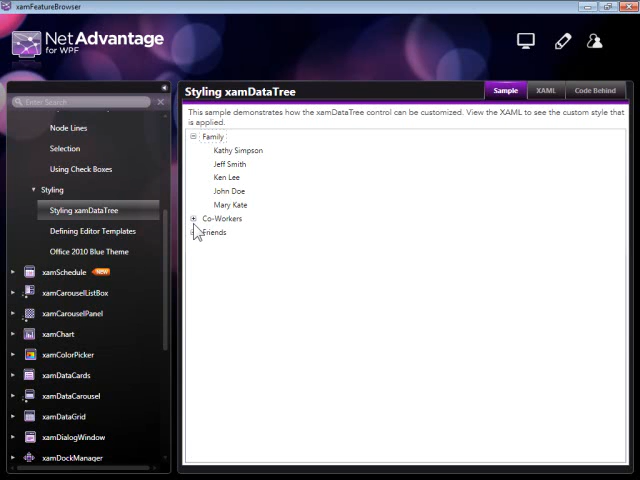 xamFeatureBrowser
NetAdvantage
for WPF
Enter Search
Node Lines
Selection
Using Check Boxes
Styling
Styling xamDataTree
Defining Editor Templates
Office 2010 Blue Theme
xamSchedule NEW
xamCarouselListBox
xamCarouselPanel
xamChart
xamColorPicker
xamDataCards
xamDataCarousel
xamDataGrid
xamDialogWindow
xamDockManager
Styling xamDataTree
Sample XAML Code Behind
This sample demonstrates how the xamDataTree control can be customized. View the XAML to see the custom style that
is applied.
Family
Kathy Simpson
Jeff Smith
Ken Lee
John Doe
Mary Kate
Co-Workers
Friends